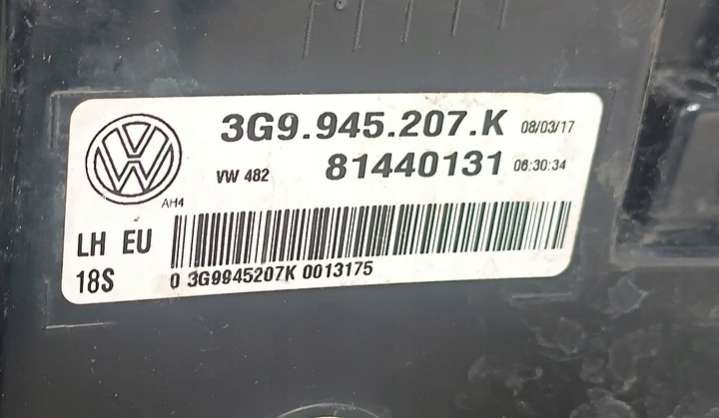 3G9.945.207.K 08/03/17
VW 482 81440131 06:30:34
AH4
LH EU
18S
0 3G9945207K 0013175